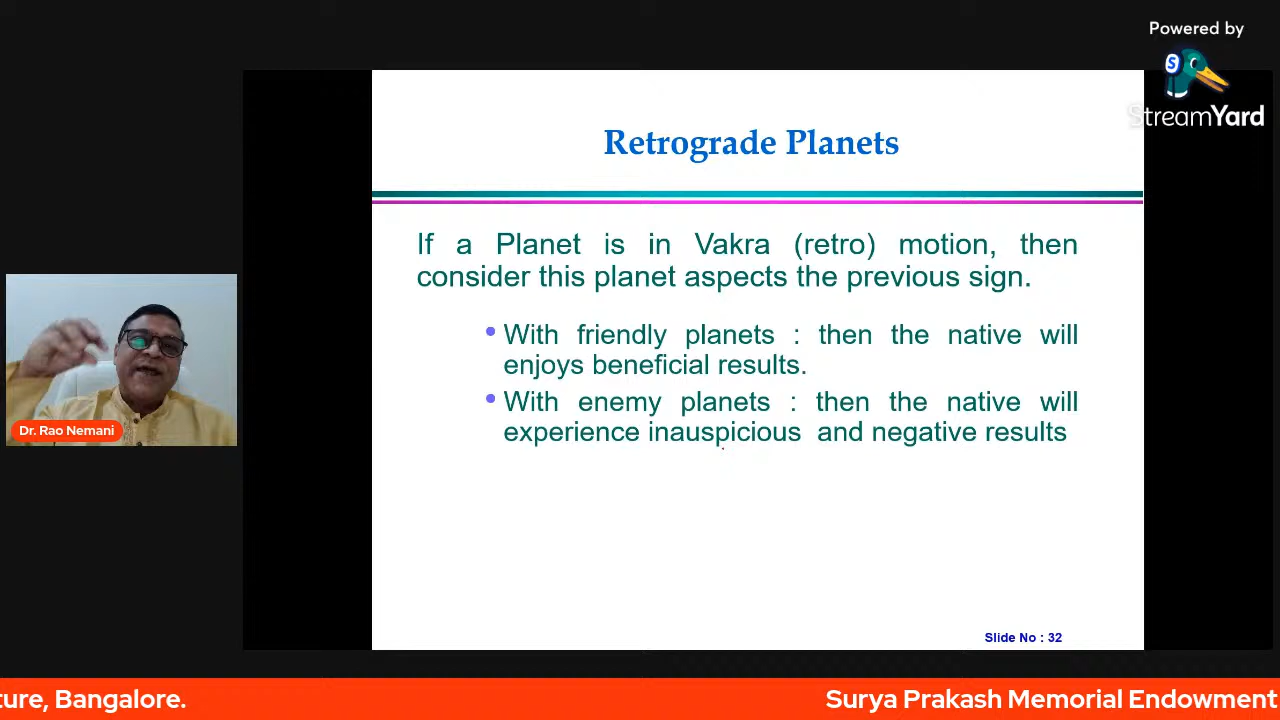 Powered by
StreamYard
Retrograde Planets
If a Planet is in Vakra (retro) motion, then
consider this planet aspects the previous sign.
• With friendly planets : then the native will
enjoys beneficial results.
• With enemy planets : then the native will
experience inauspicious and negative results
Dr. Rao Nemani
Slide No : 32
ture, Bangalore.
Surya Prakash Memorial Endowment